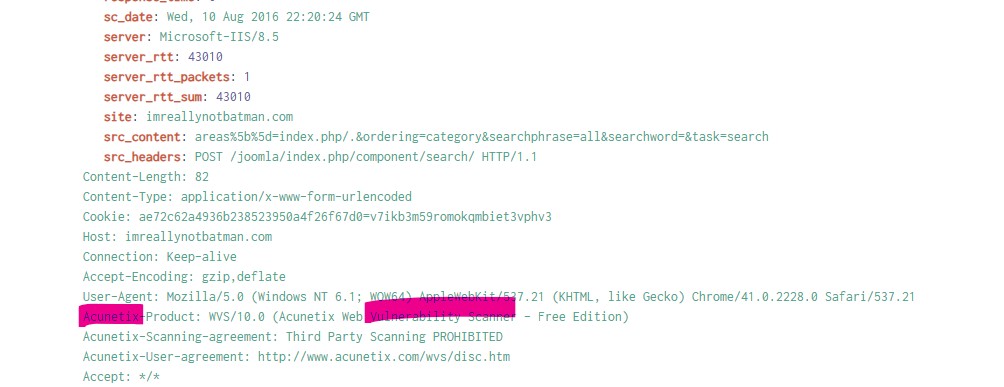 sc_date: Wed, 10 Aug 2016 22:20:24 GMT
server: Microsoft-IIS/8.5
server_rtt: 43010
server_rtt_packets: 1
server_rtt_sum: 43010
site: imreallynotbatman.com
src_content: areas%5b%5d=index.php/.&ordering=category&searchphrase=all&searchword=&task=search
src_headers: POST /joomla/index.php/component/search/ HTTP/1.1
Content-Length: 82
Content-Type: application/x-www-form-urlencoded
Cookie: ae72c62a4936b238523950a4f26f67d0=v7ikb3m59romokqmbiet3vphv3
Host: imreallynotbatman.com
Connection: Keep-alive
Accept-Encoding: gzip,deflate
User-Agent: Mozilla/5.0 (Windows NT 6.1; WOW64) AppleWebKit/537.21 (KHTML, like Gecko) Chrome/41.0.2228.0 Safari/537.21
Acunetix-Product: WVS/10.0 (Acunetix Web Vulnerability Scanner - Free Edition)
Acunetix-Scanning-agreement: Third Party Scanning PROHIBITED
Acunetix-User-agreement: http://www.acunetix.com/wvs/disc.htm
Accept: */*